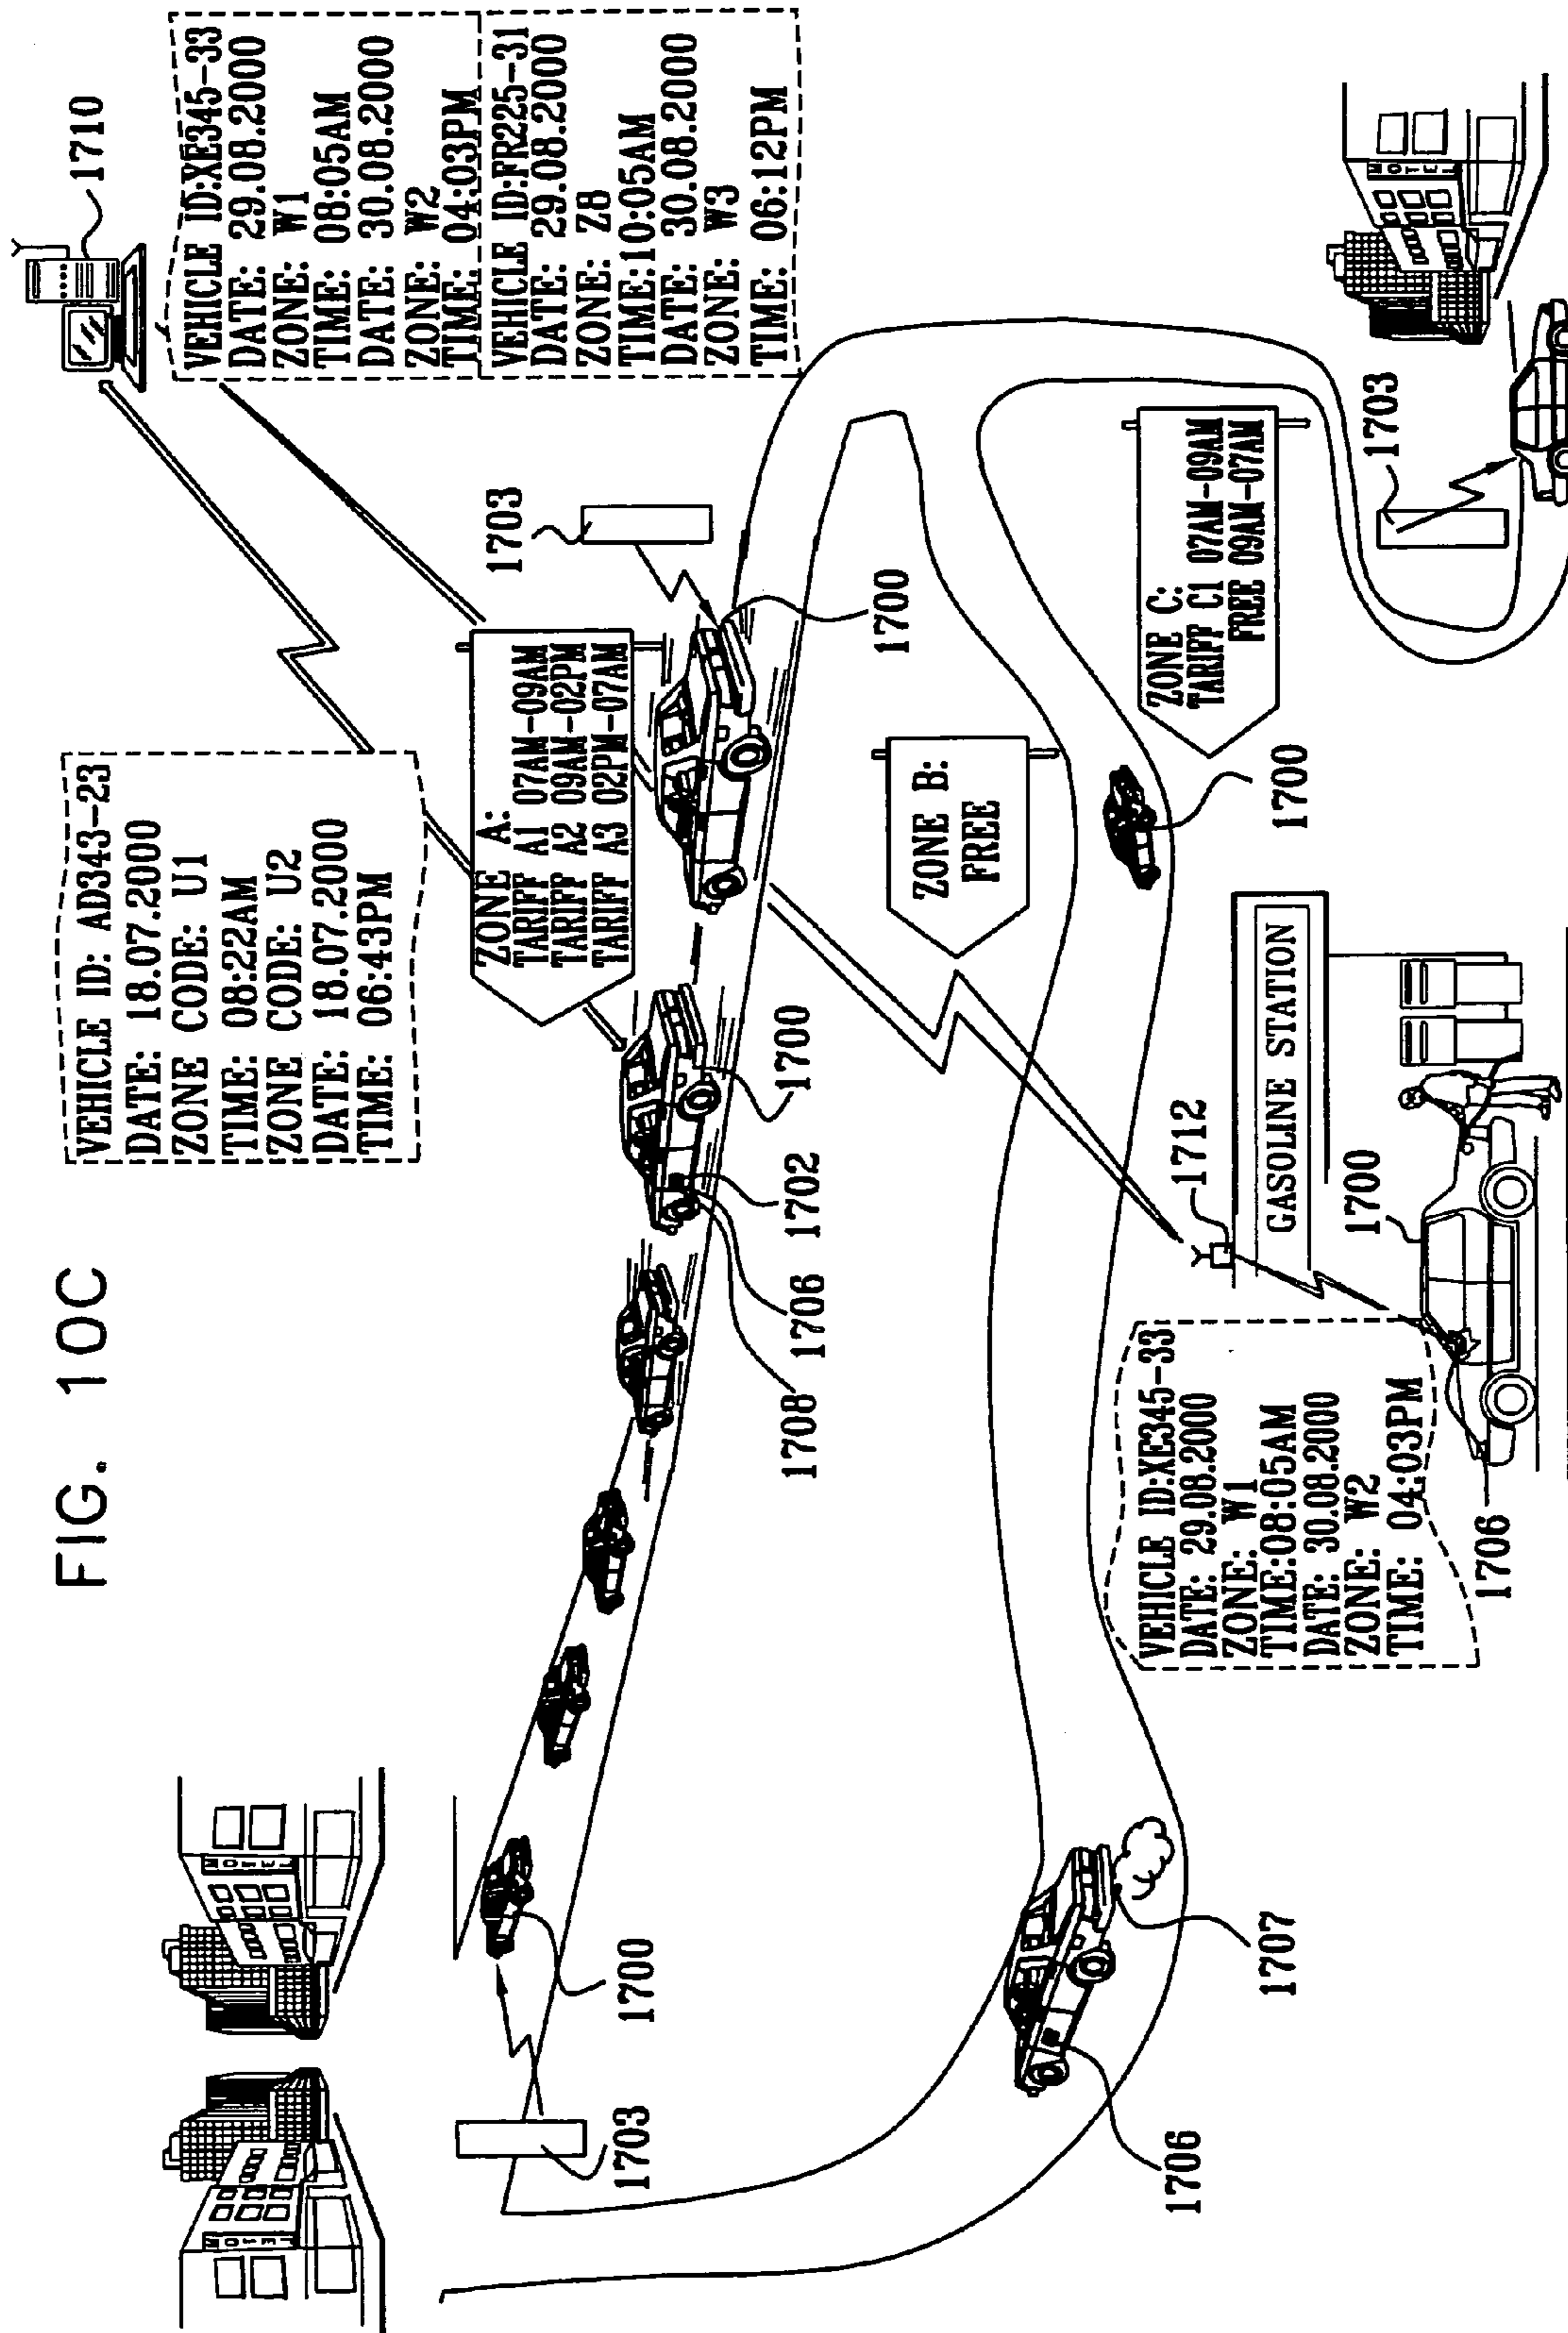 FIG. 10C
VEHICLE ID: AD343-23
DATE: 18.07.2000
ZONE CODE: U1
TIME: 08:22AM
ZONE CODE: U2
DATE: 18.07.2000
TIME: 06:43PM
1710
VEHICLE ID:XE345-33
DATE: 29.08.2000
ZONE: W1
TIME: 08:05AM
DATE: 30.08.2000
ZONE: W2
TIME: 04:03PM
VEHICLE ID:FR225-31
DATE: 29.08.2000
ZONE: Z8
TIME:10:05AM
DATE: 30.08.2000
ZONE: W3
TIME: 06:12PM
MOTEL
MOTEL
ZONE A:
TARIFF A1 07AM-09AM
TARIFF A2 09AM-02PM
TARIFF A3 02PM-07AM
1703
1703
1700
1708
1706
1702
1700
1700
ZONE B:
FREE
ZONE C:
TARIFF C1 07AM-09AM
FREE 09AM-07AM
MOTEL
1703
1700
1706
1707
1712
GASOLINE STATION
1700
VEHICLE ID:XE345-33
DATE: 29.08.2000
ZONE: W1
TIME:08:05AM
DATE: 30.08.2000
ZONE: W2
TIME: 04:03PM
1706